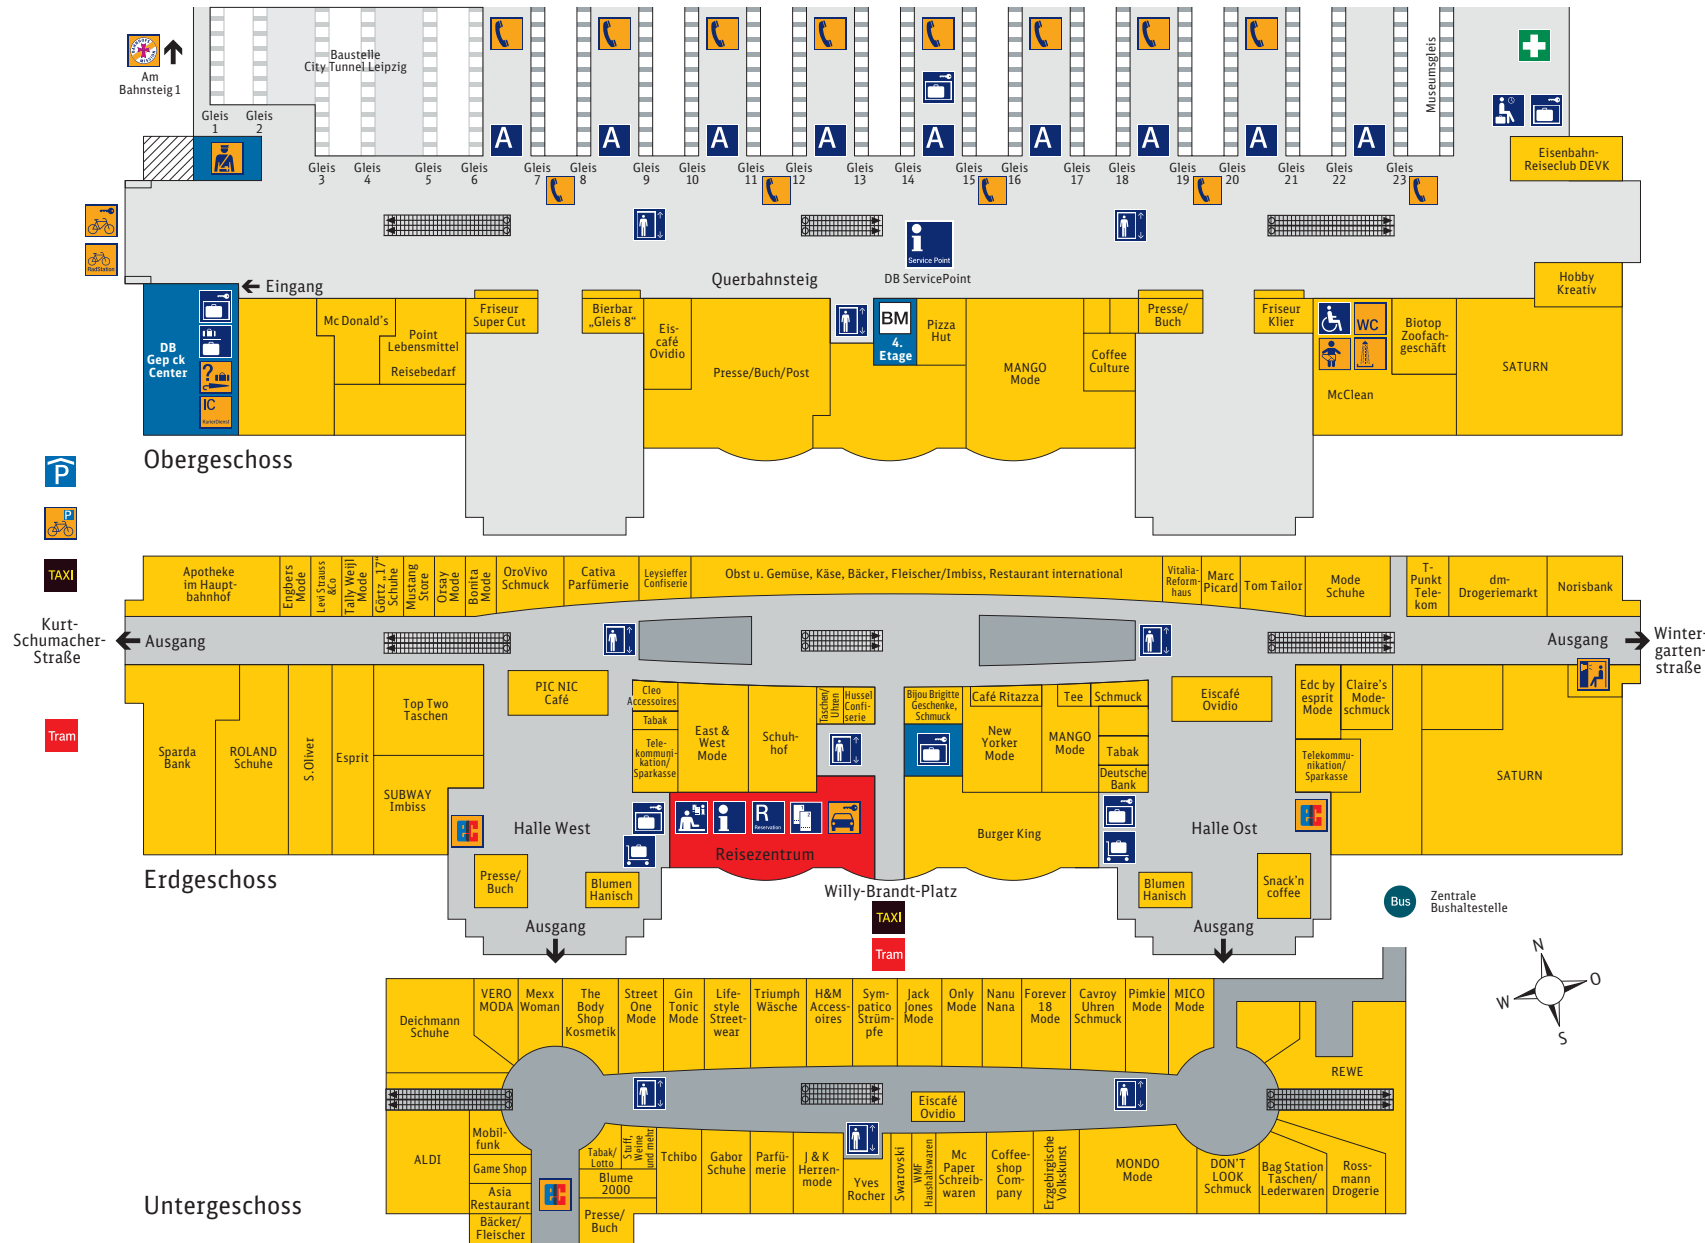 Am
Bahnsteig 1
Baustelle
City Tunnel Leipzig
Museumsgleis
Gleis
1
Gleis
2
A
A
A
A
A
A
A
A
A
Gleis
3
Gleis
4
Gleis
5
Gleis
6
Gleis
7
Gleis
8
Gleis
9
Gleis
10
Gleis
11
Gleis
12
Gleis
13
Gleis
14
Gleis
15
Gleis
16
Gleis
17
Gleis
18
Gleis
19
Gleis
20
Gleis
21
Gleis
22
Gleis
23
Eisenbahn-
Reiseclub DEVK
RadStation
i
Service Point
DB ServicePoint
Querbahnsteig
Eingang
DB
Gep ck
Center
?
IC
KurierDienst
Mc Donald's
Point
Lebensmittel
Reisebedarf
Friseur
Super Cut
Bierbar
„Gleis 8“
Eis-
café
Ovidio
Presse/Buch/Post
BM
4.
Etage
Pizza
Hut
MANGO
Mode
Coffee
Culture
Presse/
Buch
Friseur
Klier
WC
McClean
Biotop
Zoofach-
geschäft
Hobby
Kreativ
SATURN
Obergeschoss
P
P
TAXI
Tram
Apotheke
im Haupt-
bahnhof
Engbers
Mode
Levi Strauss
&Co
Tally Weijl
Mode
Görtz „17“
Schuhe
Mustang
Store
Orsay
Mode
Bonita
Mode
OroVivo
Schmuck
Cativa
Parfümerie
Leysieffer
Confiserie
Obst u. Gemüse, Käse, Bäcker, Fleischer/Imbiss, Restaurant international
Vitalia-
Reform-
haus
Marc
Picard
Tom Tailor
Mode
Schuhe
T-
Punkt
Tele-
kom
dm-
Drogeriemarkt
Norisbank
Kurt-
Schumacher-
Straße
Ausgang
Ausgang
Winter-
garten-
straße
Sparda
Bank
ROLAND
Schuhe
S.Oliver
Esprit
Top Two
Taschen
SUBWAY
Imbiss
PIC NIC
Café
Cleo
Accessoires
Tabak
Tele-
kommuni-
kation/
Sparkasse
East &
West
Mode
Schuh-
hof
Taschen/
Uhren
Hussel
Confi-
serie
Bijou Brigitte
Geschenke,
Schmuck
Café Ritazza
New
Yorker
Mode
Tee
Schmuck
MANGO
Mode
Tabak
Deutsche
Bank
Eiscafé
Ovidio
Edc by
esprit
Mode
Claire's
Mode-
schmuck
Telekommu-
nikation/
Sparkasse
SATURN
ec
Halle West
i
R
Reservation
Reisezentrum
Burger King
Halle Ost
ec
Presse/
Buch
Blumen
Hanisch
Ausgang
Willy-Brandt-Platz
TAXI
Tram
Blumen
Hanisch
Snack'n
coffee
Ausgang
Bus
Zentrale
Bushaltestelle
Erdgeschoss
N
O
S
W
Deichmann
Schuhe
VERO
MODA
Mexx
Woman
The
Body
Shop
Kosmetik
Street
One
Mode
Gin
Tonic
Mode
Life-
style
Street-
wear
Triumph
Wäsche
H&M
Access-
oires
Sym-
patico
Strüm-
pfe
Jack
Jones
Mode
Only
Mode
Nanu
Nana
Forever
18
Mode
Cavroy
Uhren
Schmuck
Pimkie
Mode
MICO
Mode
REWE
Eiscafé
Ovidio
ALDI
Mobil-
funk
Game Shop
Asia
Restaurant
Bäcker/
Fleischer
ec
Tabak/
Lotto
Stuff,
Weine
und mehr
Blume
2000
Presse/
Buch
Tchibo
Gabor
Schuhe
Parfü-
merie
J & K
Herren-
mode
Yves
Rocher
Swarovski
WMF
Haushaltswaren
Mc
Paper
Schreib-
waren
Coffee-
shop
Com-
pany
Erzgebirgische
Volkskunst
MONDO
Mode
DON'T
LOOK
Schmuck
Bag Station
Taschen/
Lederwaren
Ross-
mann
Drogerie
Untergeschoss